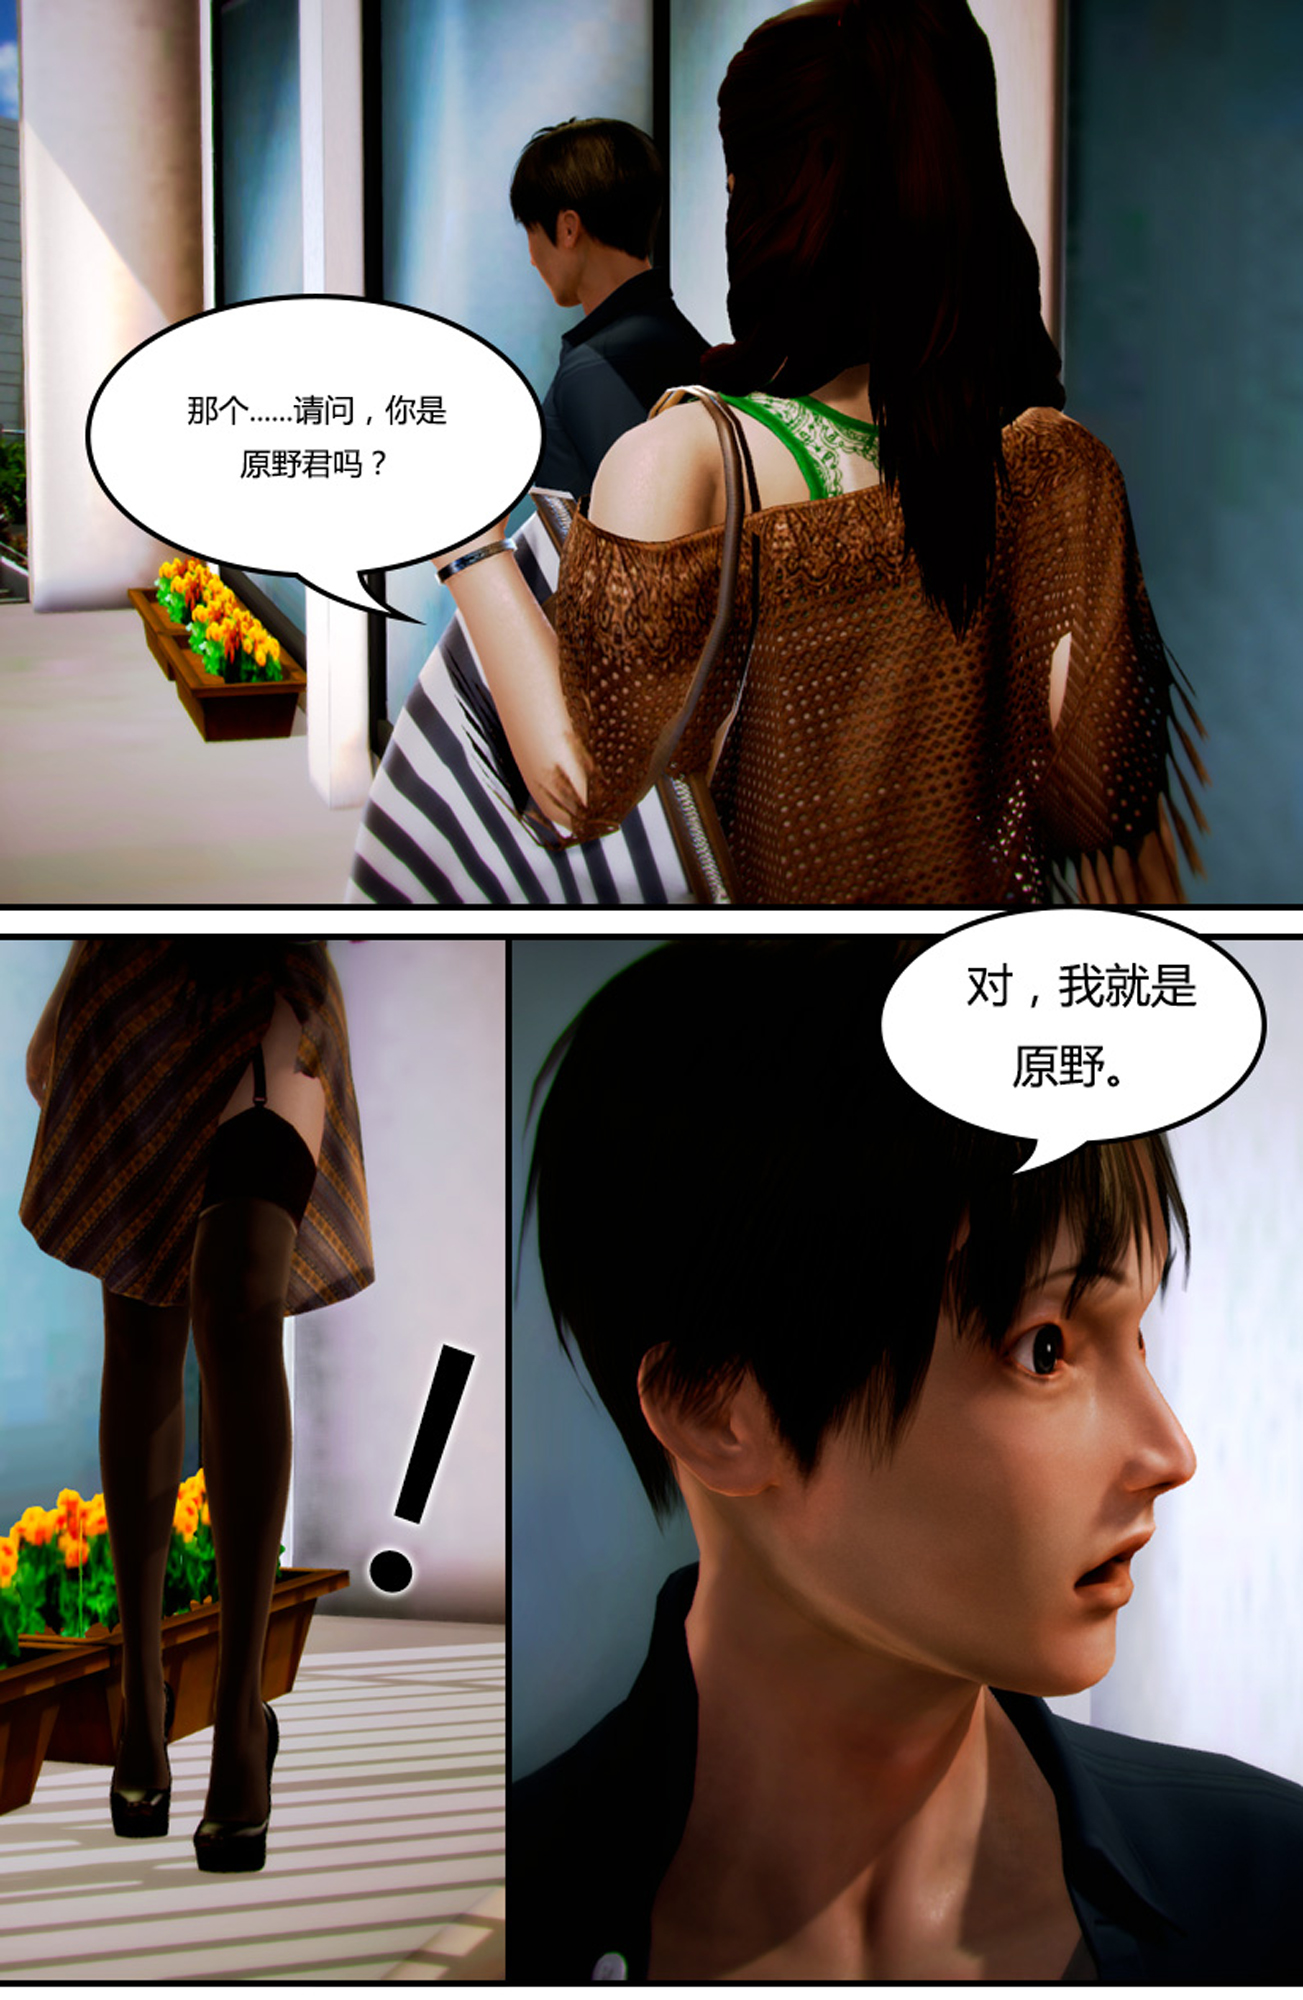 那个......请问，你是
原野君吗？
对，我就是
原野。
!